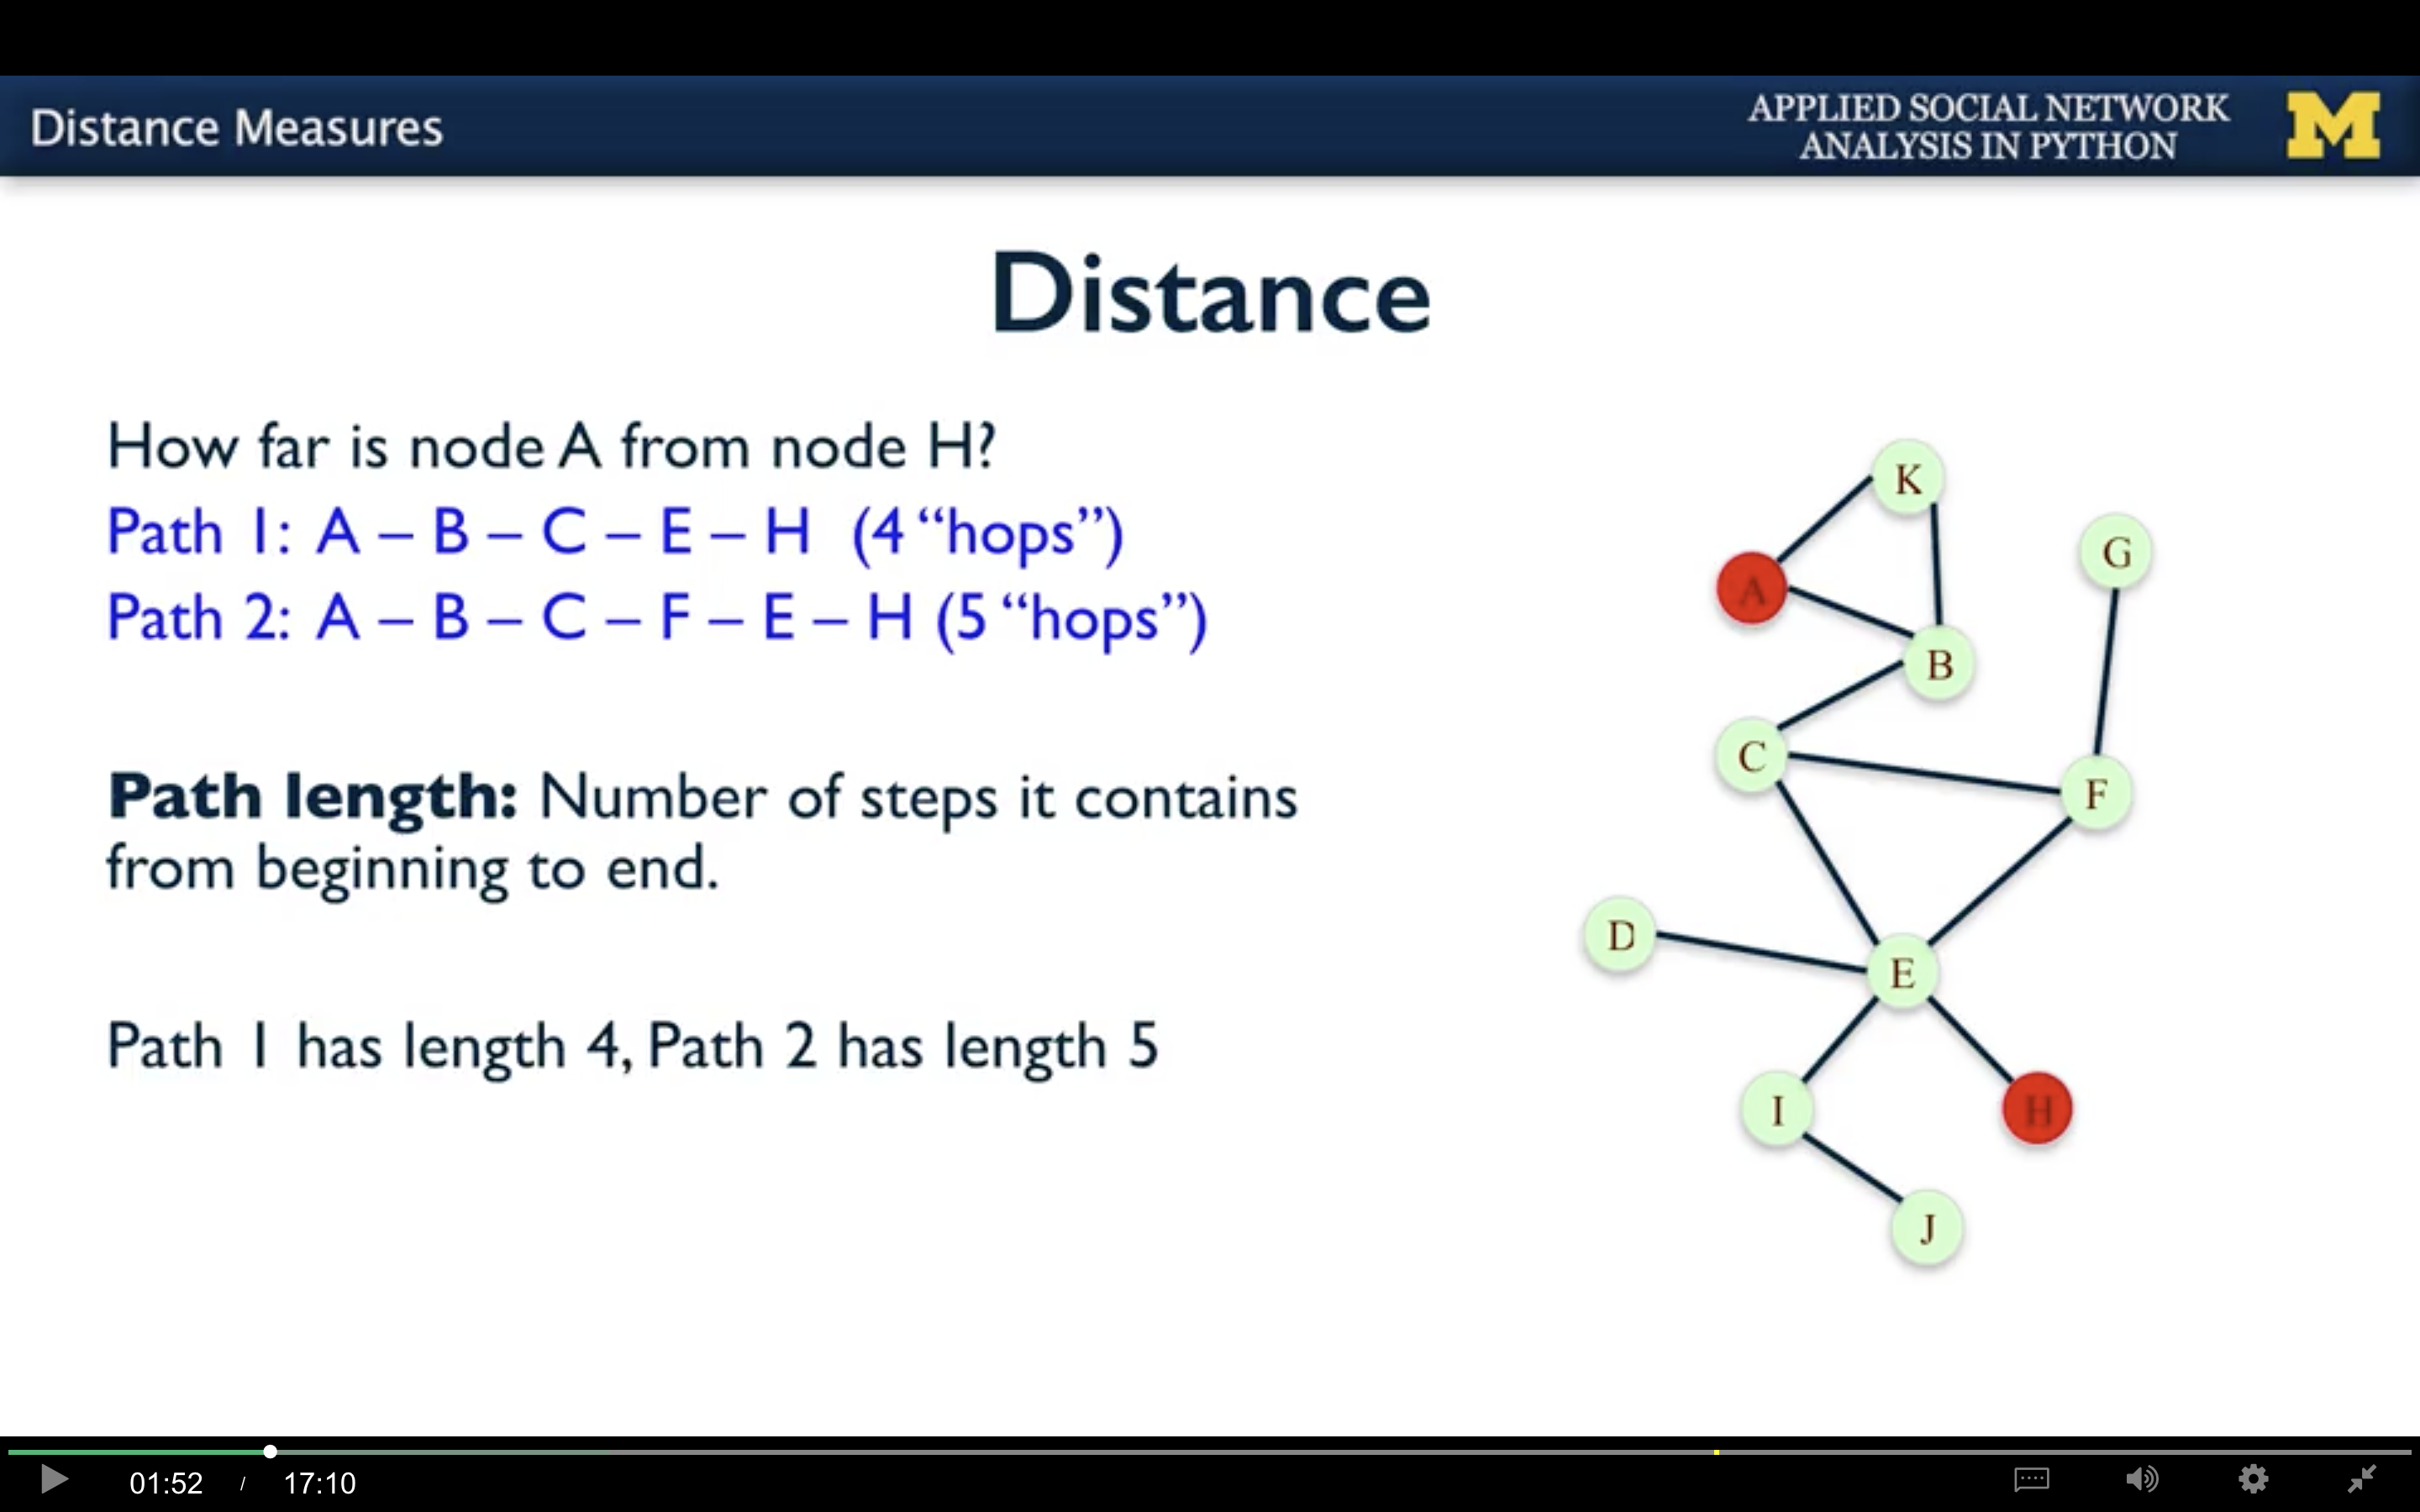 Distance Measures
APPLIED SOCIAL NETWORK
ANALYSIS IN PYTHON
M
Distance
How far is node A from node H?
Path 1: A – B – C – E – H (4 “hops”)
Path 2: A – B – C – F – E – H (5 “hops”)
Path length: Number of steps it contains
from beginning to end.
Path 1 has length 4, Path 2 has length 5
K
G
A
B
C
F
D
E
I
H
J
01:52 / 17:10